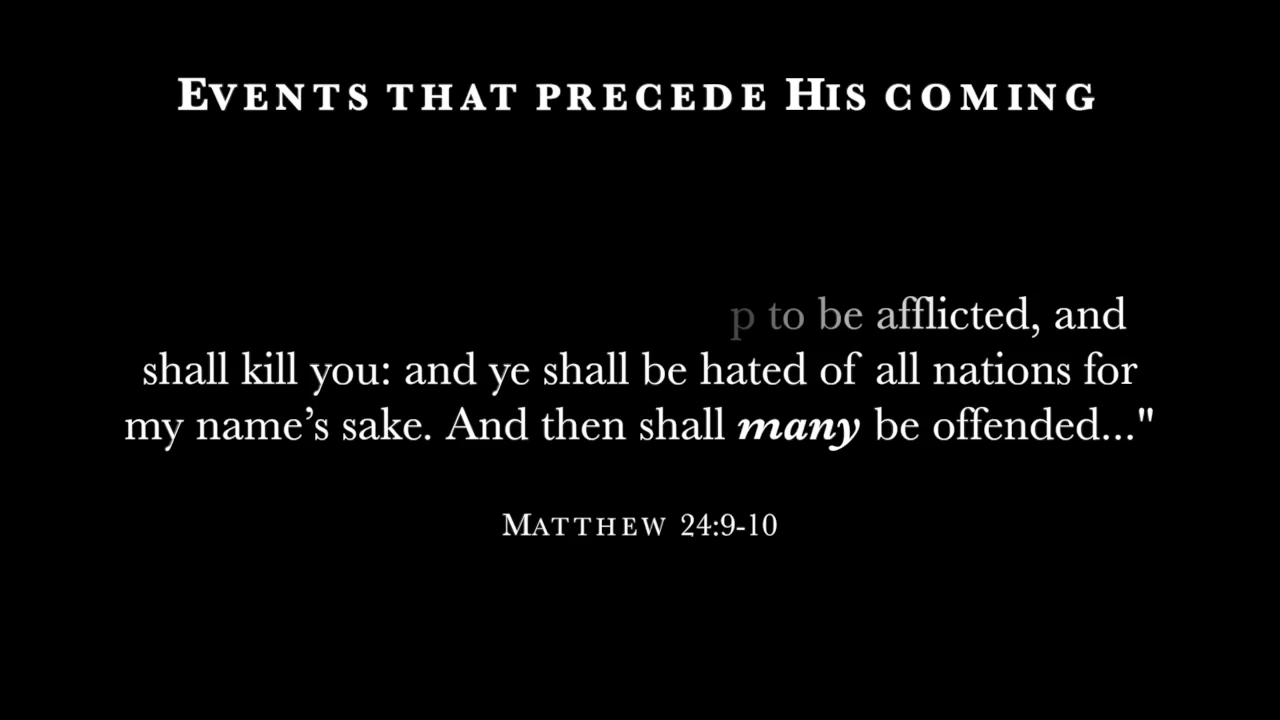 Events that precede His coming
p to be afflicted, and
shall kill you: and ye shall be hated of all nations for
my name’s sake. And then shall many be offended..."
Matthew 24:9-10